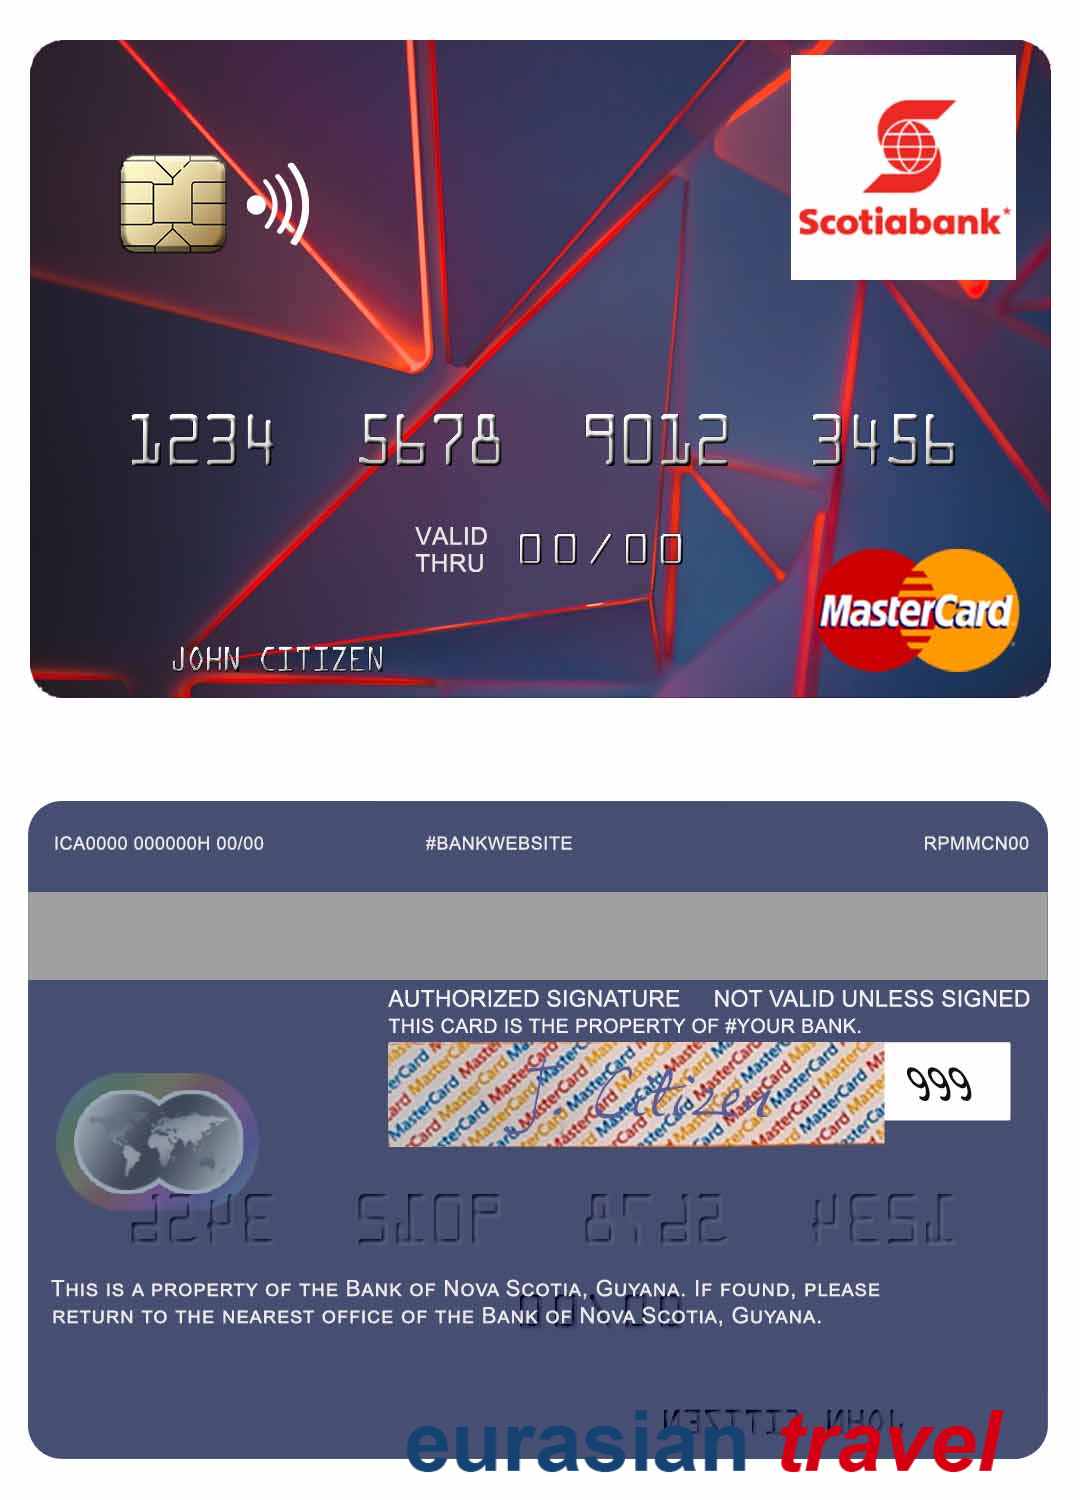 Scotiabank*
1234 5678 9012 3456
VALID
THRU 00/00
MasterCard
JOHN CITIZEN
ICA0000 000000H 00/00 #BANKWEBSITE RPMMCN00
AUTHORIZED SIGNATURE NOT VALID UNLESS SIGNED
THIS CARD IS THE PROPERTY OF #YOUR BANK.
J. Citizen 999
THIS IS A PROPERTY OF THE BANK OF NOVA SCOTIA, GUYANA. IF FOUND, PLEASE
RETURN TO THE NEAREST OFFICE OF THE BANK OF NOVA SCOTIA, GUYANA.
eurasian travel